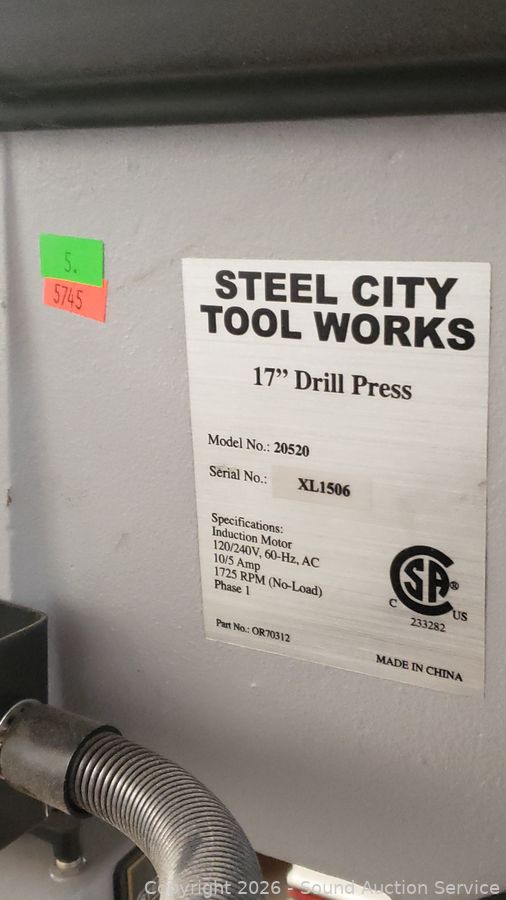 5.
5745
STEEL CITY
TOOL WORKS
17” Drill Press
Model No.: 20520
Serial No.: XL1506
Specifications:
Induction Motor
120/240V, 60-Hz, AC
10/5 Amp
1725 RPM (No-Load)
Phase 1
SA®
C US
233282
Part No.: OR70312
MADE IN CHINA
Copyright 2026 - Sound Auction Service